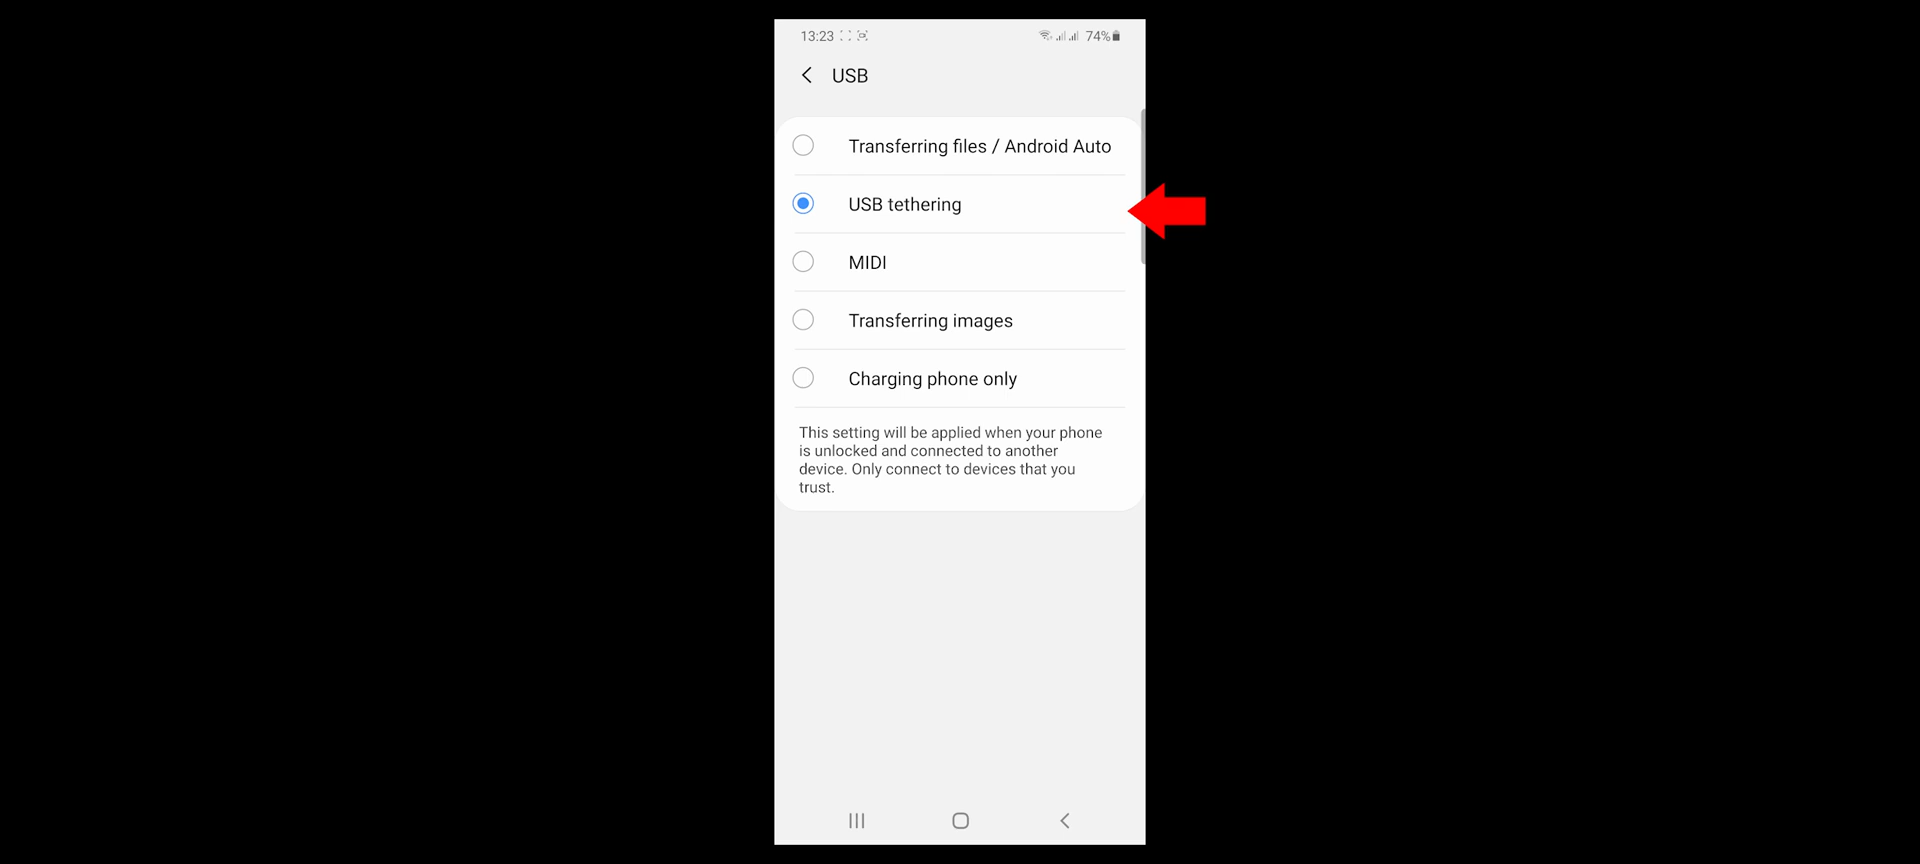 13:23 74%
USB
Transferring files / Android Auto
USB tethering
MIDI
Transferring images
Charging phone only
This setting will be applied when your phone
is unlocked and connected to another
device. Only connect to devices that you
trust.